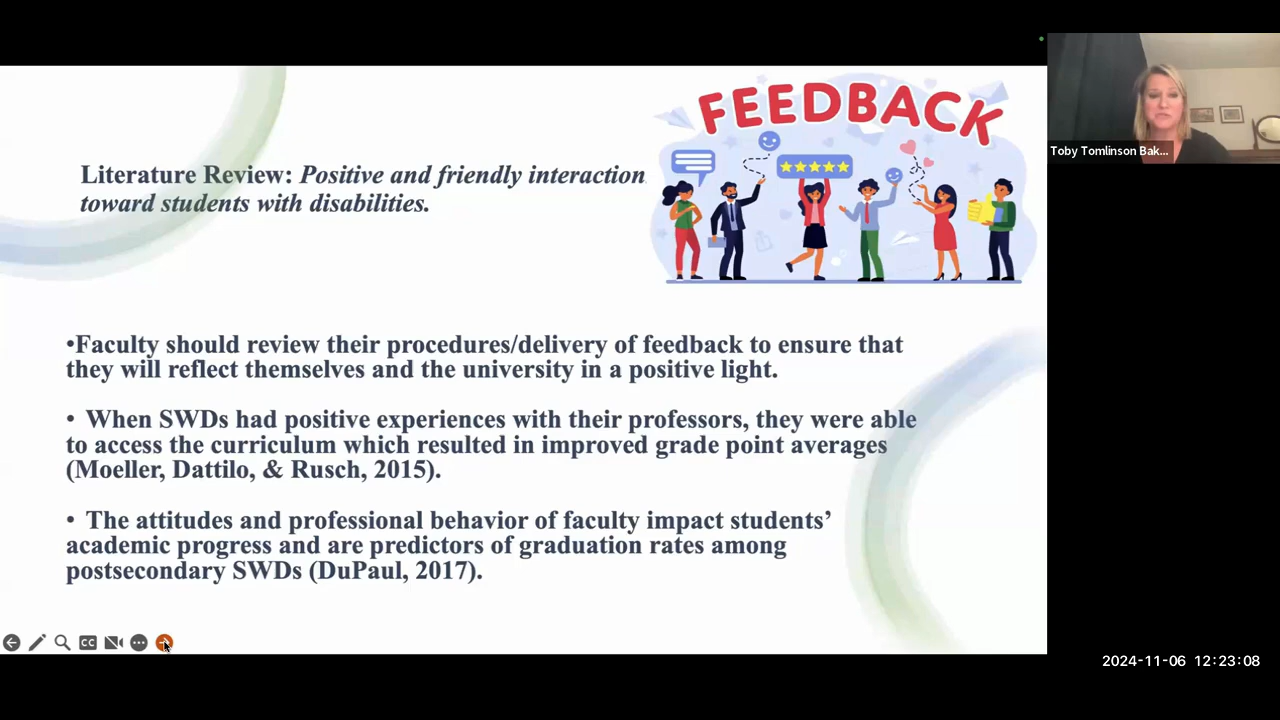 FEEDBACK
Literature Review: Positive and friendly interaction
toward students with disabilities.
•Faculty should review their procedures/delivery of feedback to ensure that
they will reflect themselves and the university in a positive light.
• When SWDs had positive experiences with their professors, they were able
to access the curriculum which resulted in improved grade point averages
(Moeller, Dattilo, & Rusch, 2015).
• The attitudes and professional behavior of faculty impact students’
academic progress and are predictors of graduation rates among
postsecondary SWDs (DuPaul, 2017).
CC
Toby Tomlinson Bak...
2024-11-06 12:23:08